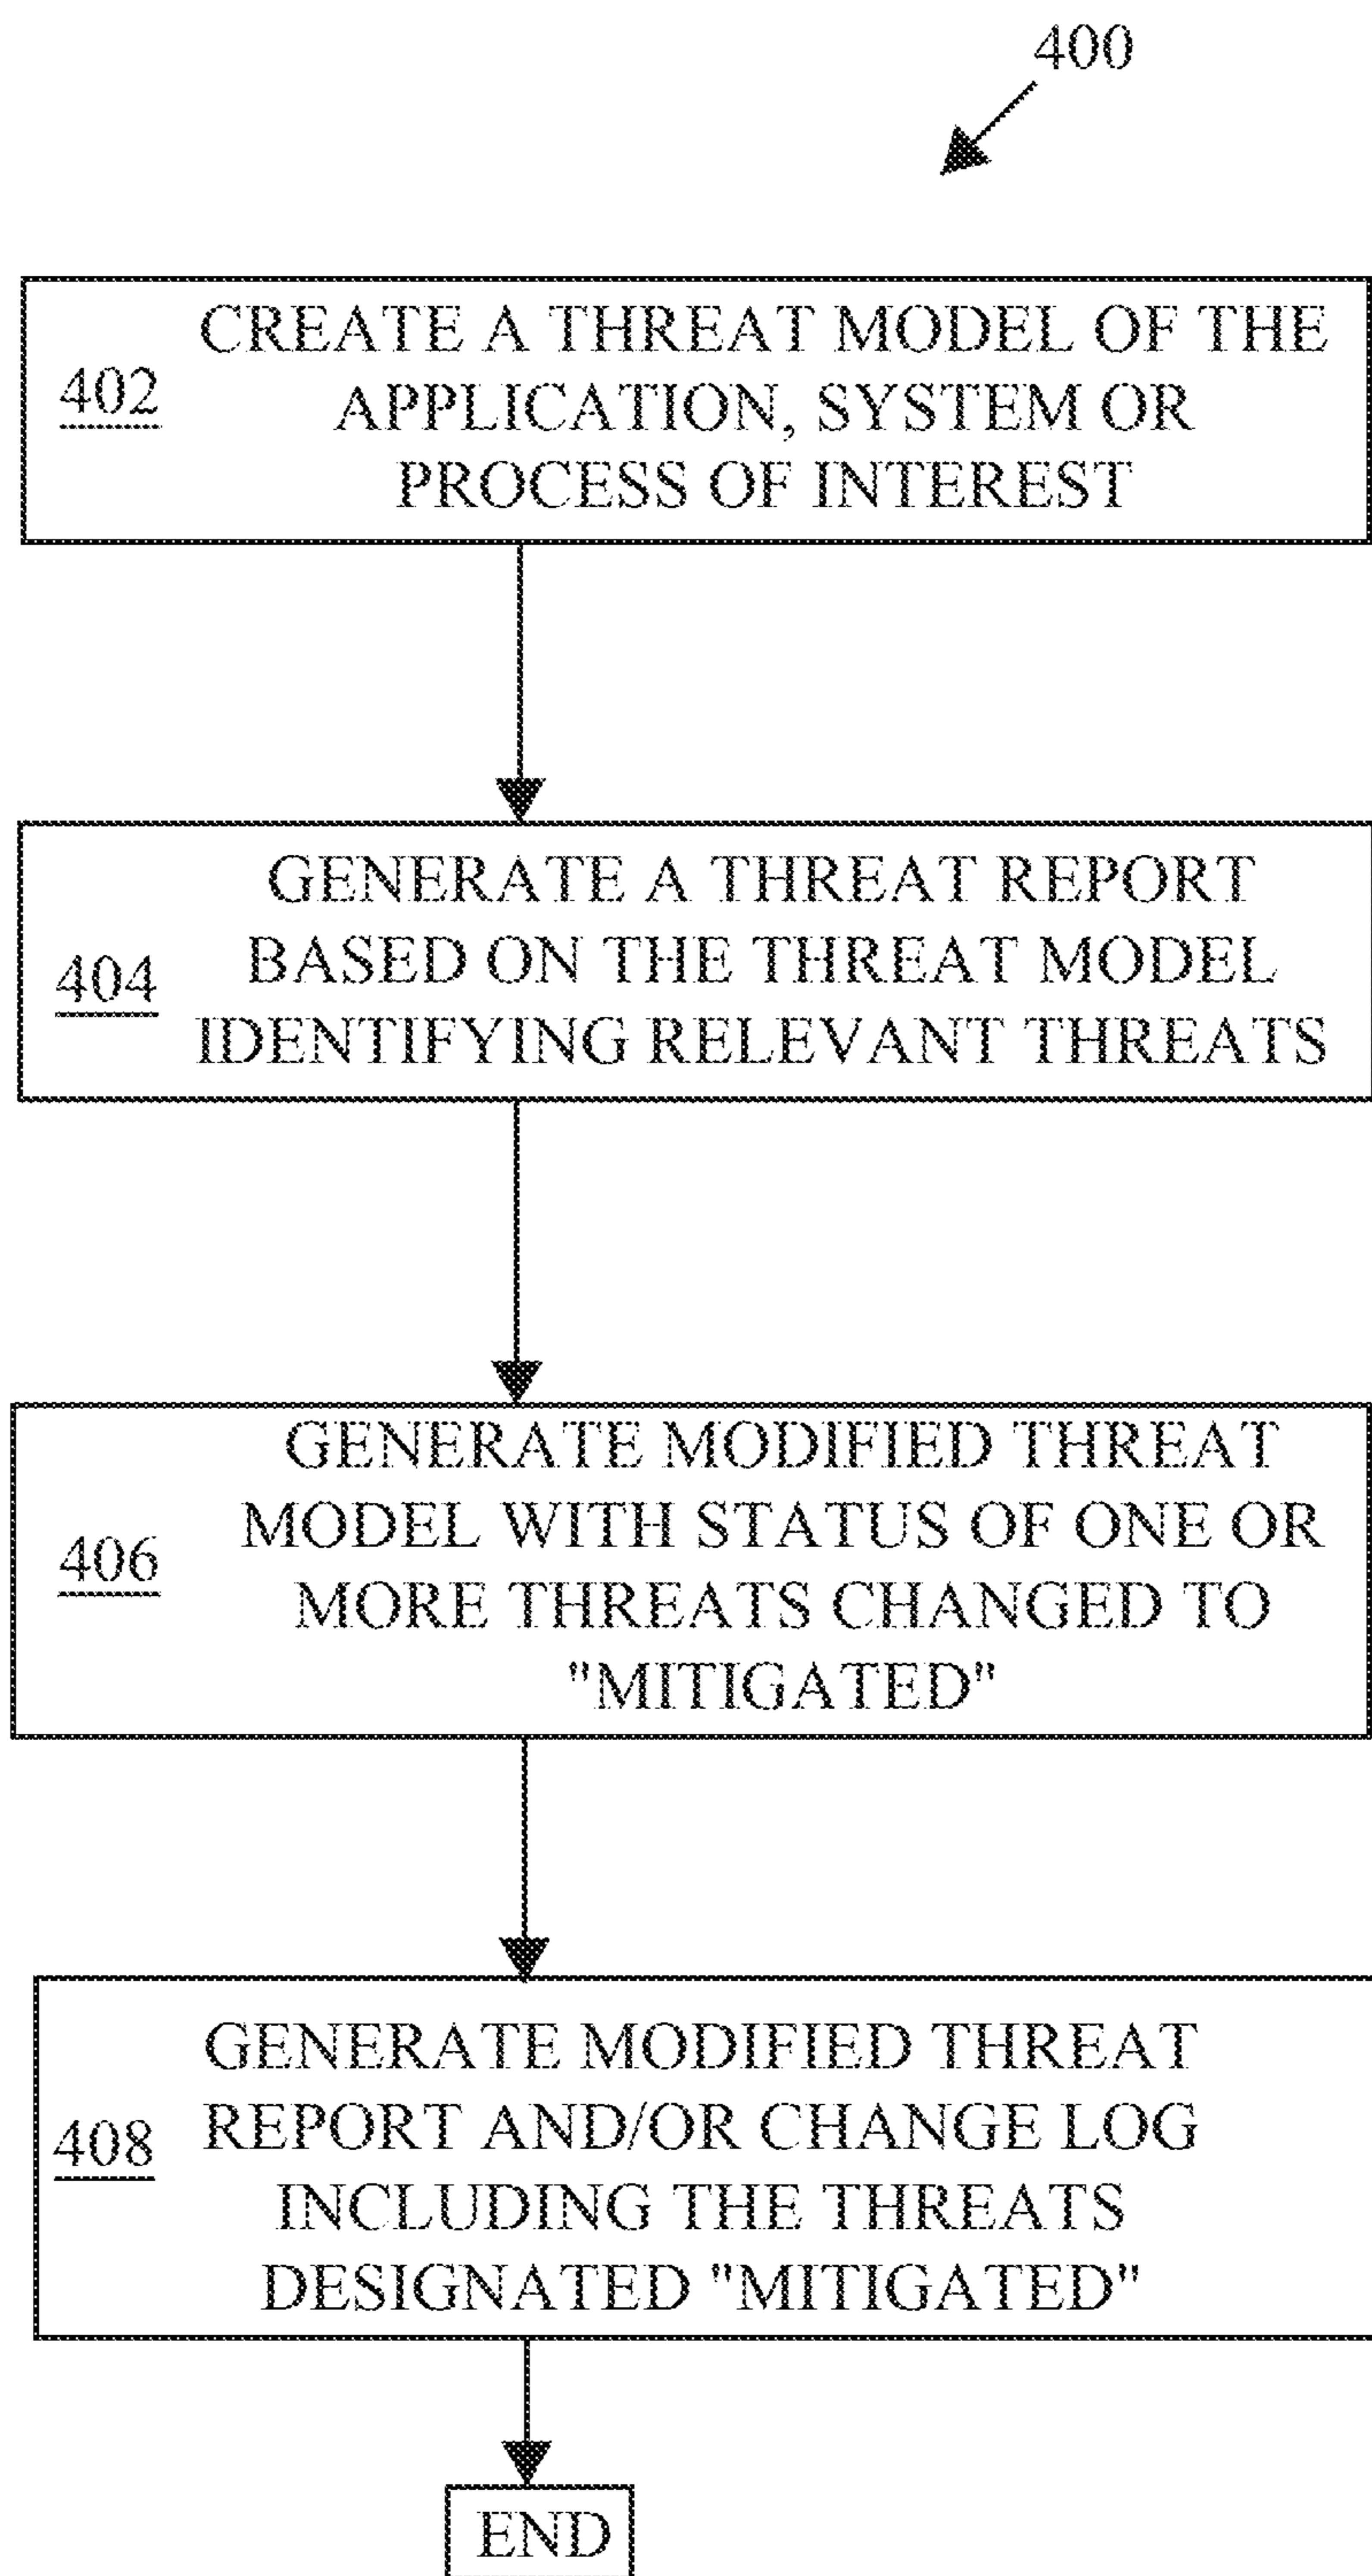 400
CREATE A THREAT MODEL OF THE
402
APPLICATION, SYSTEM OR
PROCESS OF INTEREST
GENERATE A THREAT REPORT
BASED ON THE THREAT MODEL
404
IDENTIFYING RELEVANT THREATS
GENERATE MODIFIED THREAT
MODEL WITH STATUS OF ONE OR
406
MORE THREATS CHANGED TO
"MITIGATED"
GENERATE MODIFIED THREAT
REPORT AND/OR CHANGE LOG
408
INCLUDING THE THREATS
DESIGNATED "MITIGATED"
END